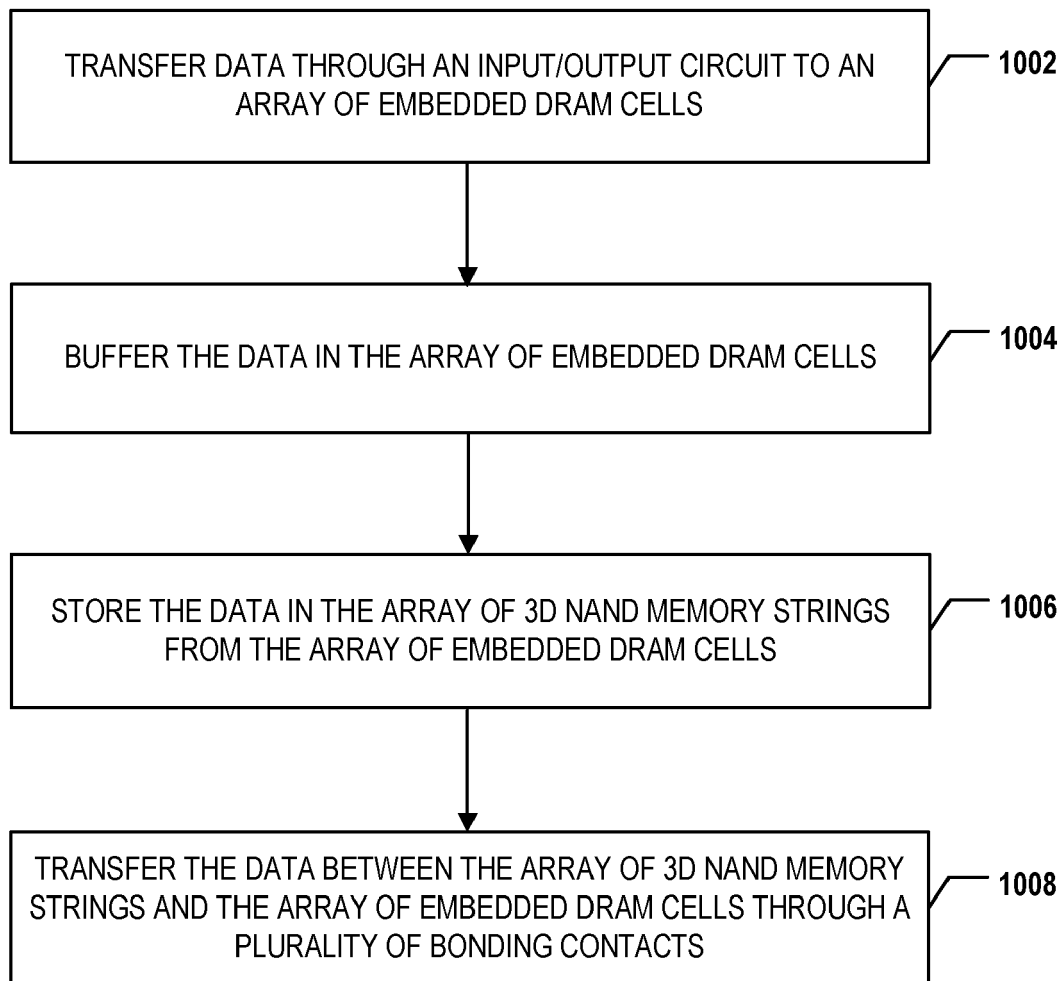 TRANSFER DATA THROUGH AN INPUT/OUTPUT CIRCUIT TO AN
ARRAY OF EMBEDDED DRAM CELLS
1002
BUFFER THE DATA IN THE ARRAY OF EMBEDDED DRAM CELLS
1004
STORE THE DATA IN THE ARRAY OF 3D NAND MEMORY STRINGS
FROM THE ARRAY OF EMBEDDED DRAM CELLS
1006
TRANSFER THE DATA BETWEEN THE ARRAY OF 3D NAND MEMORY
STRINGS AND THE ARRAY OF EMBEDDED DRAM CELLS THROUGH A
PLURALITY OF BONDING CONTACTS
1008